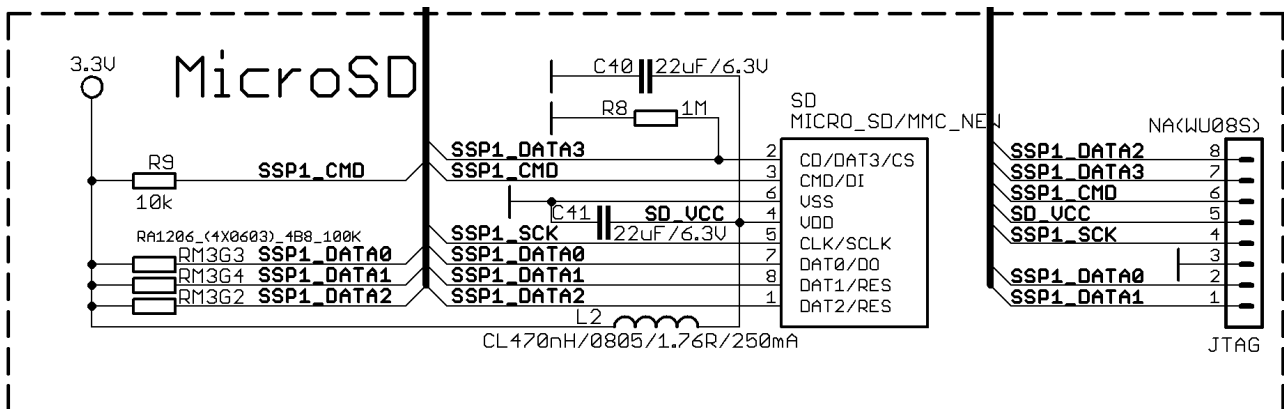 3.3V
MicroSD
C40 22uF/6.3V
R8 1M
SD
MICRO_SD/MMC_NEW
NA(WU08S)
R9
10k
SSP1_CMD
RA1206_(4X0603)_4B8_100K
RM3G3 SSP1_DATA0
RM3G4 SSP1_DATA1
RM3G2 SSP1_DATA2
SSP1_DATA3 2 CD/DAT3/CS
SSP1_CMD 3 CMD/DI
6 VSS
C41 22uF/6.3V
SD_VCC 4 VDD
SSP1_SCK 5 CLK/SCLK
SSP1_DATA0 7 DAT0/DO
SSP1_DATA1 8 DAT1/RES
SSP1_DATA2 1 DAT2/RES
L2
CL470nH/0805/1.76R/250mA
SSP1_DATA2 8
SSP1_DATA3 7
SSP1_CMD 6
SD_VCC 5
SSP1_SCK 4
3
SSP1_DATA0 2
SSP1_DATA1 1
JTAG